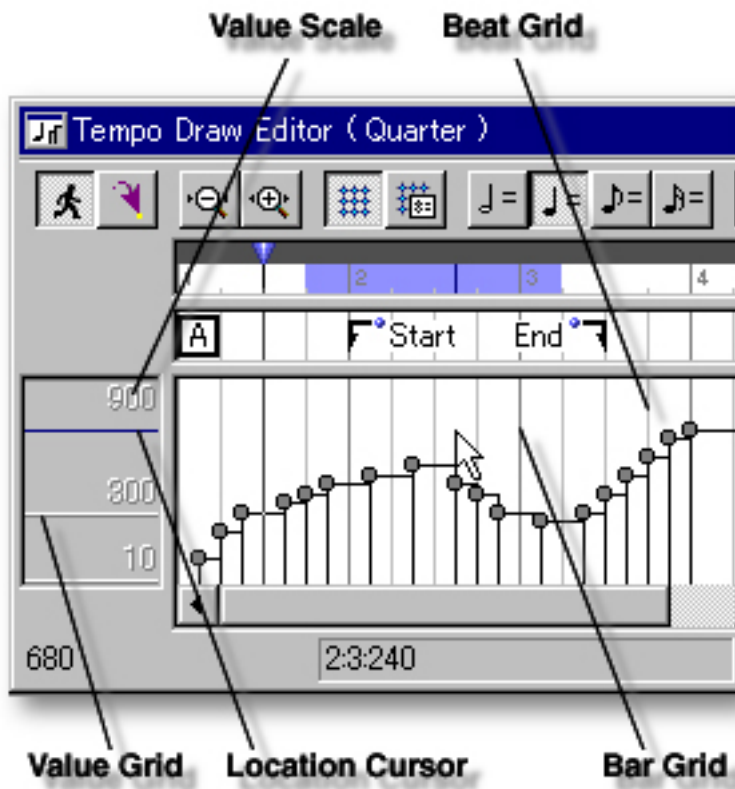 Value Scale Beat Grid
Tempo Draw Editor ( Quarter )
1 2 3 4
A Start End
900
300
10
680 2:3:240
Value Grid Location Cursor Bar Grid